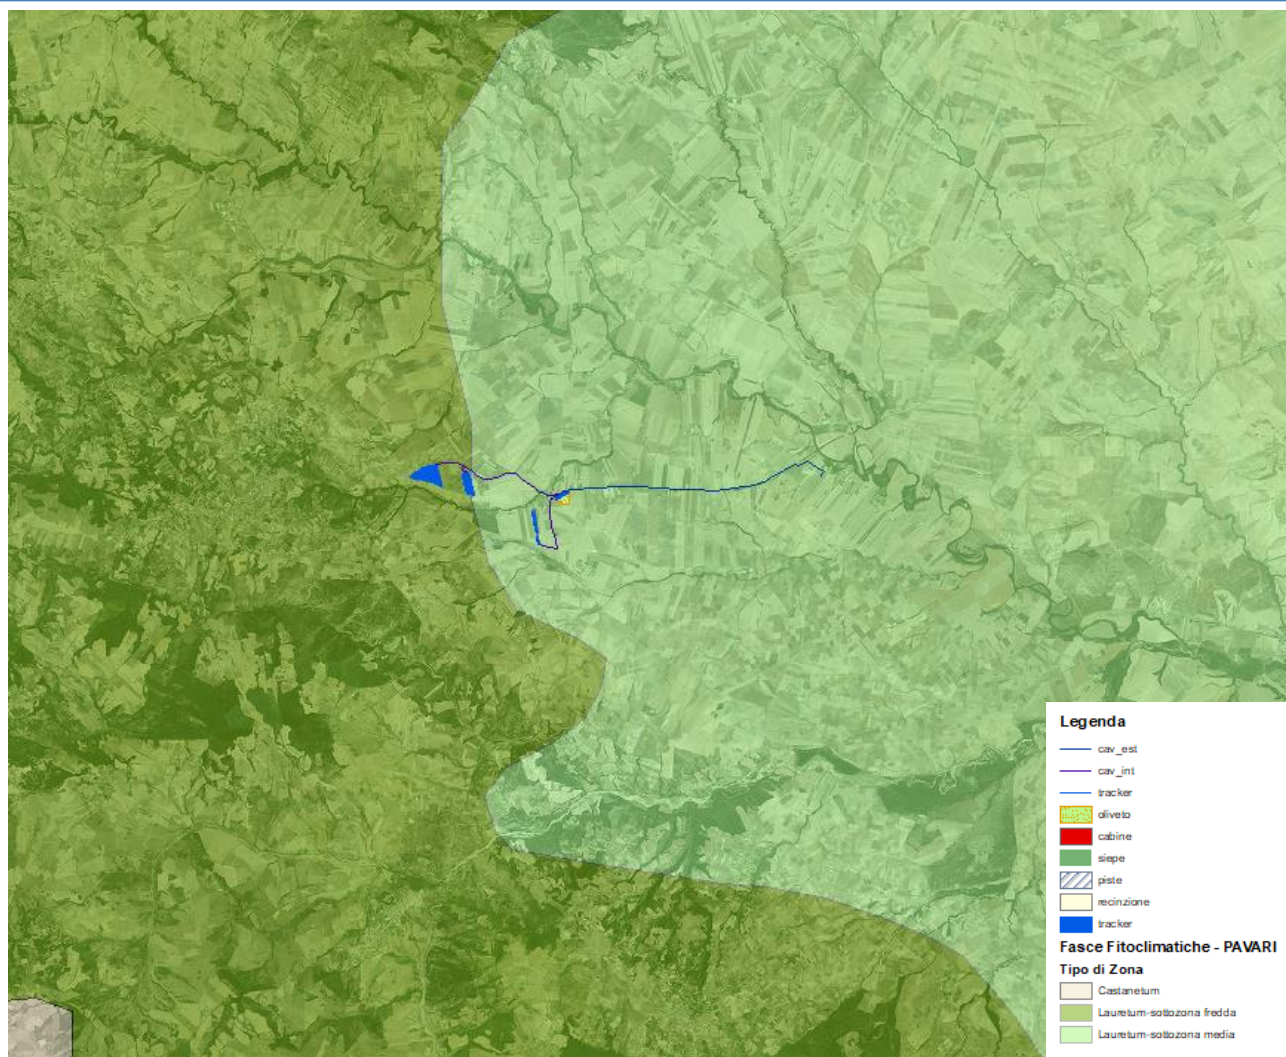 Legenda
cav_est
cav_int
tracker
oliveto
cabine
siepe
piste
recinzione
tracker
Fasce Fitoclimatiche - PAVARI
Tipo di Zona
Castanetum
Lauretum-sottozona fredda
Lauretum-sottozona media